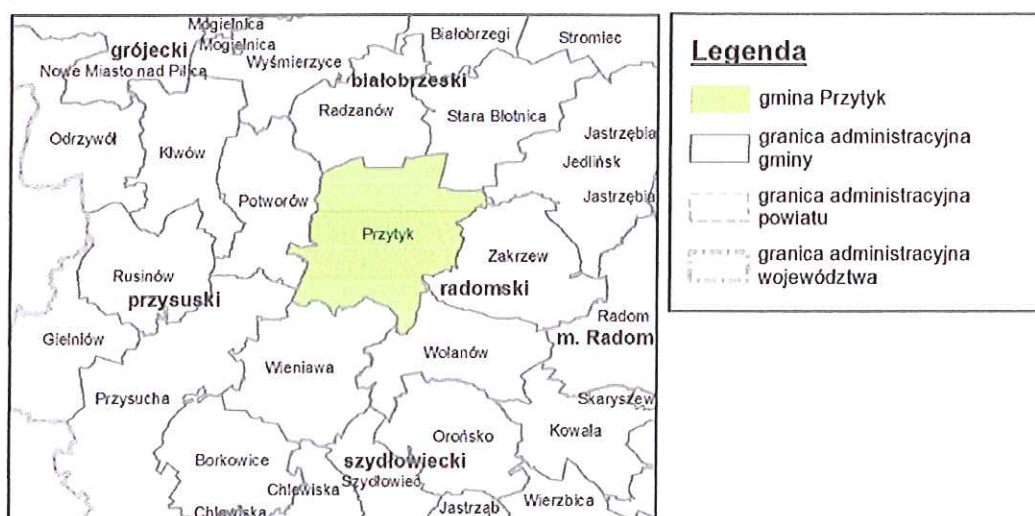 Mogielnica
grójecki
Mogielnica
Nowe Miasto nad Pilicą
Wyśmierzyce
Białobrzegi
Stromiec
białobrzeski
Radzanów
Stara Błotnica
Odrzywół
Klwów
Jastrzębia
Jedlińsk
Jastrzębia
Potworów
Przytyk
Zakrzew
Rusinów
przysuski
radomski
Radom
m. Radom
Gielniów
Wieniawa
Wolanów
Przysucha
Skaryszew
Kowala
Orońsko
Borkowice
szydłowiecki
Chlewiska
Szydłowiec
Chlewiska
Jastrząb
Wierzbica
Legenda
gmina Przytyk
granica administracyjna
gminy
granica administracyjna
powiatu
granica administracyjna
województwa